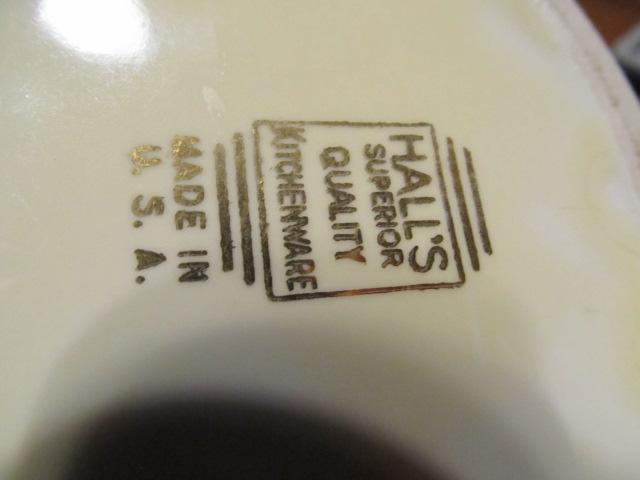 HALL'S
SUPERIOR
QUALITY
KITCHENWARE
MADE IN
U. S. A.